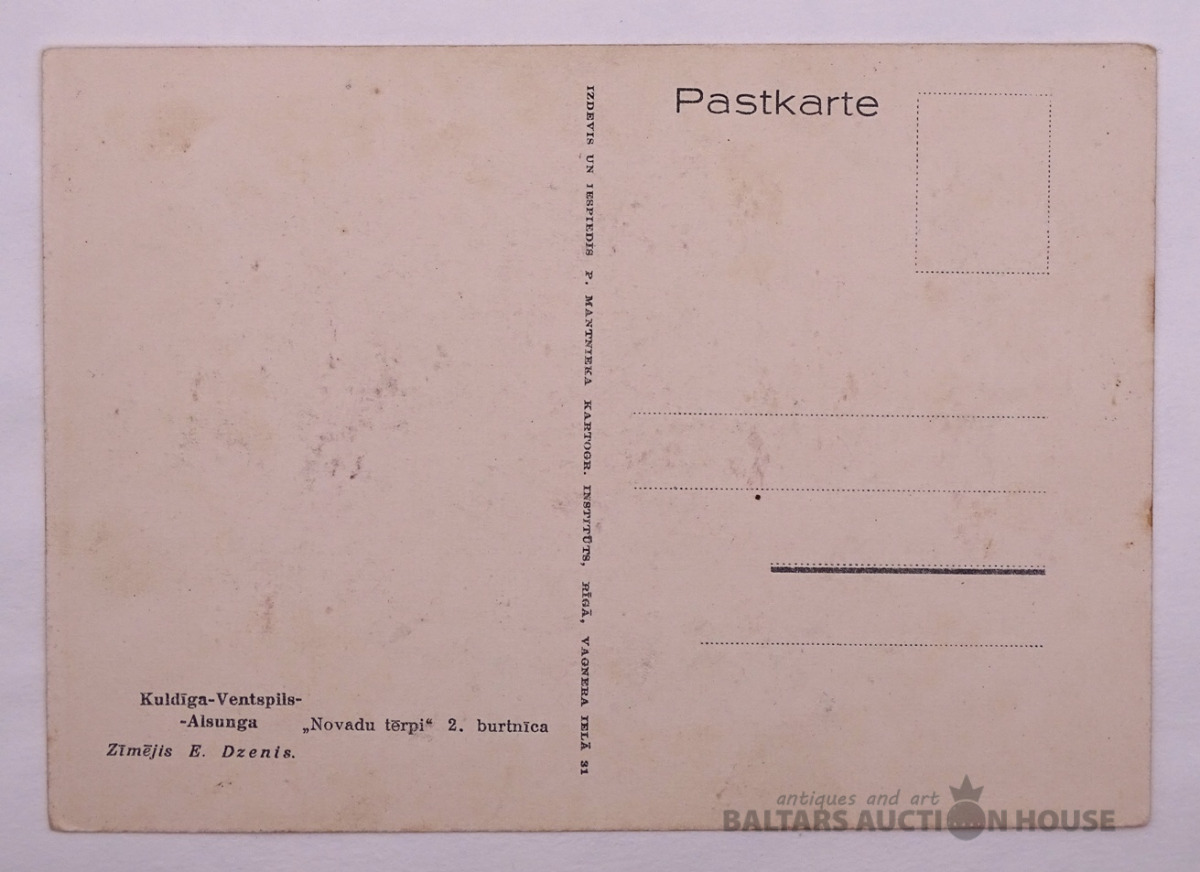 Pastkarte
IZDEVIS UN IESPIEDIS P. MANTNIEKA KARTOGR. INSTITŪTS, RĪGĀ, VAGNERA IELĀ 31
Kuldīga-Ventspils-
-Alsunga „Novadu tērpi“ 2. burtnīca
Zīmējis E. Dzenis.
antiques and art
BALTARS AUCTION HOUSE